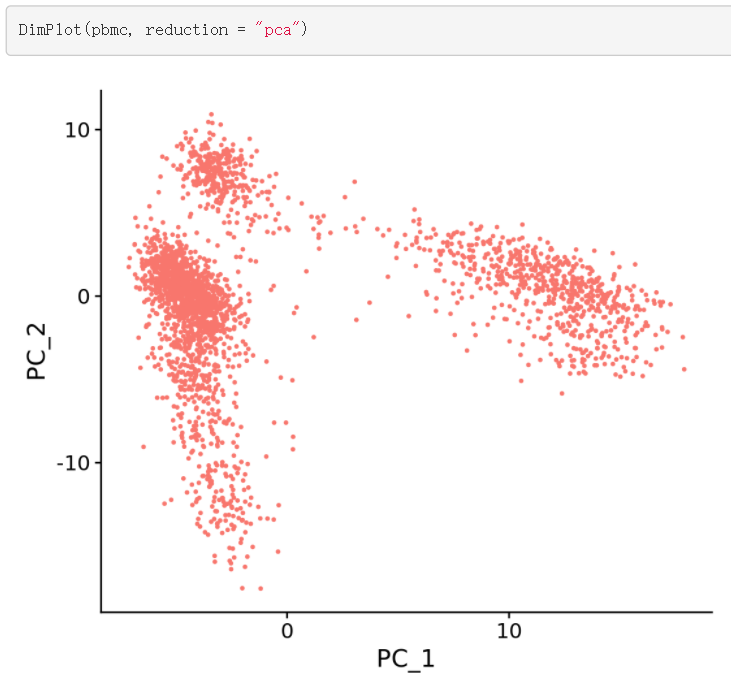 DimPlot(pbmc, reduction = "pca")
10
0
-10
PC_2
0 10
PC_1